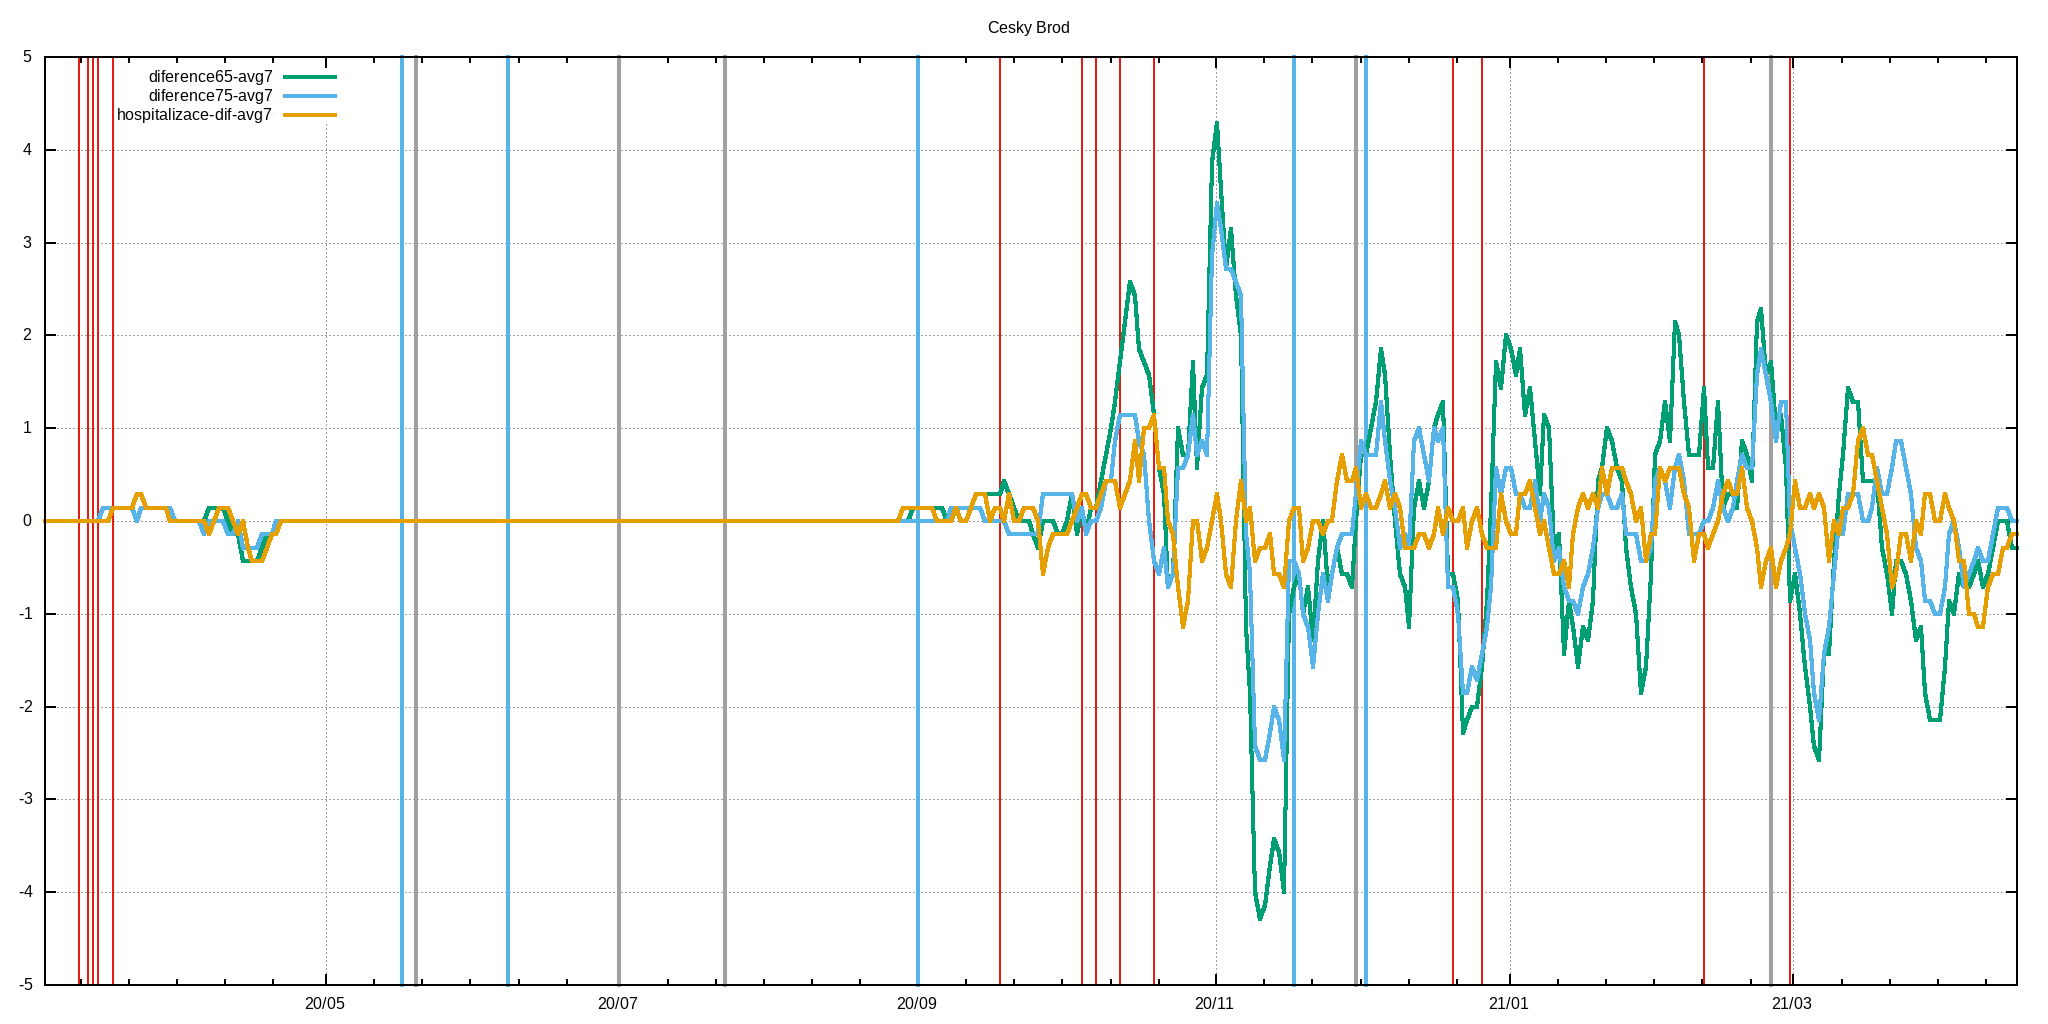 Cesky Brod
diference65-avg7
diference75-avg7
hospitalizace-dif-avg7
5
4
3
2
1
0
-1
-2
-3
-4
-5
20/05 20/07 20/09 20/11 21/01 21/03